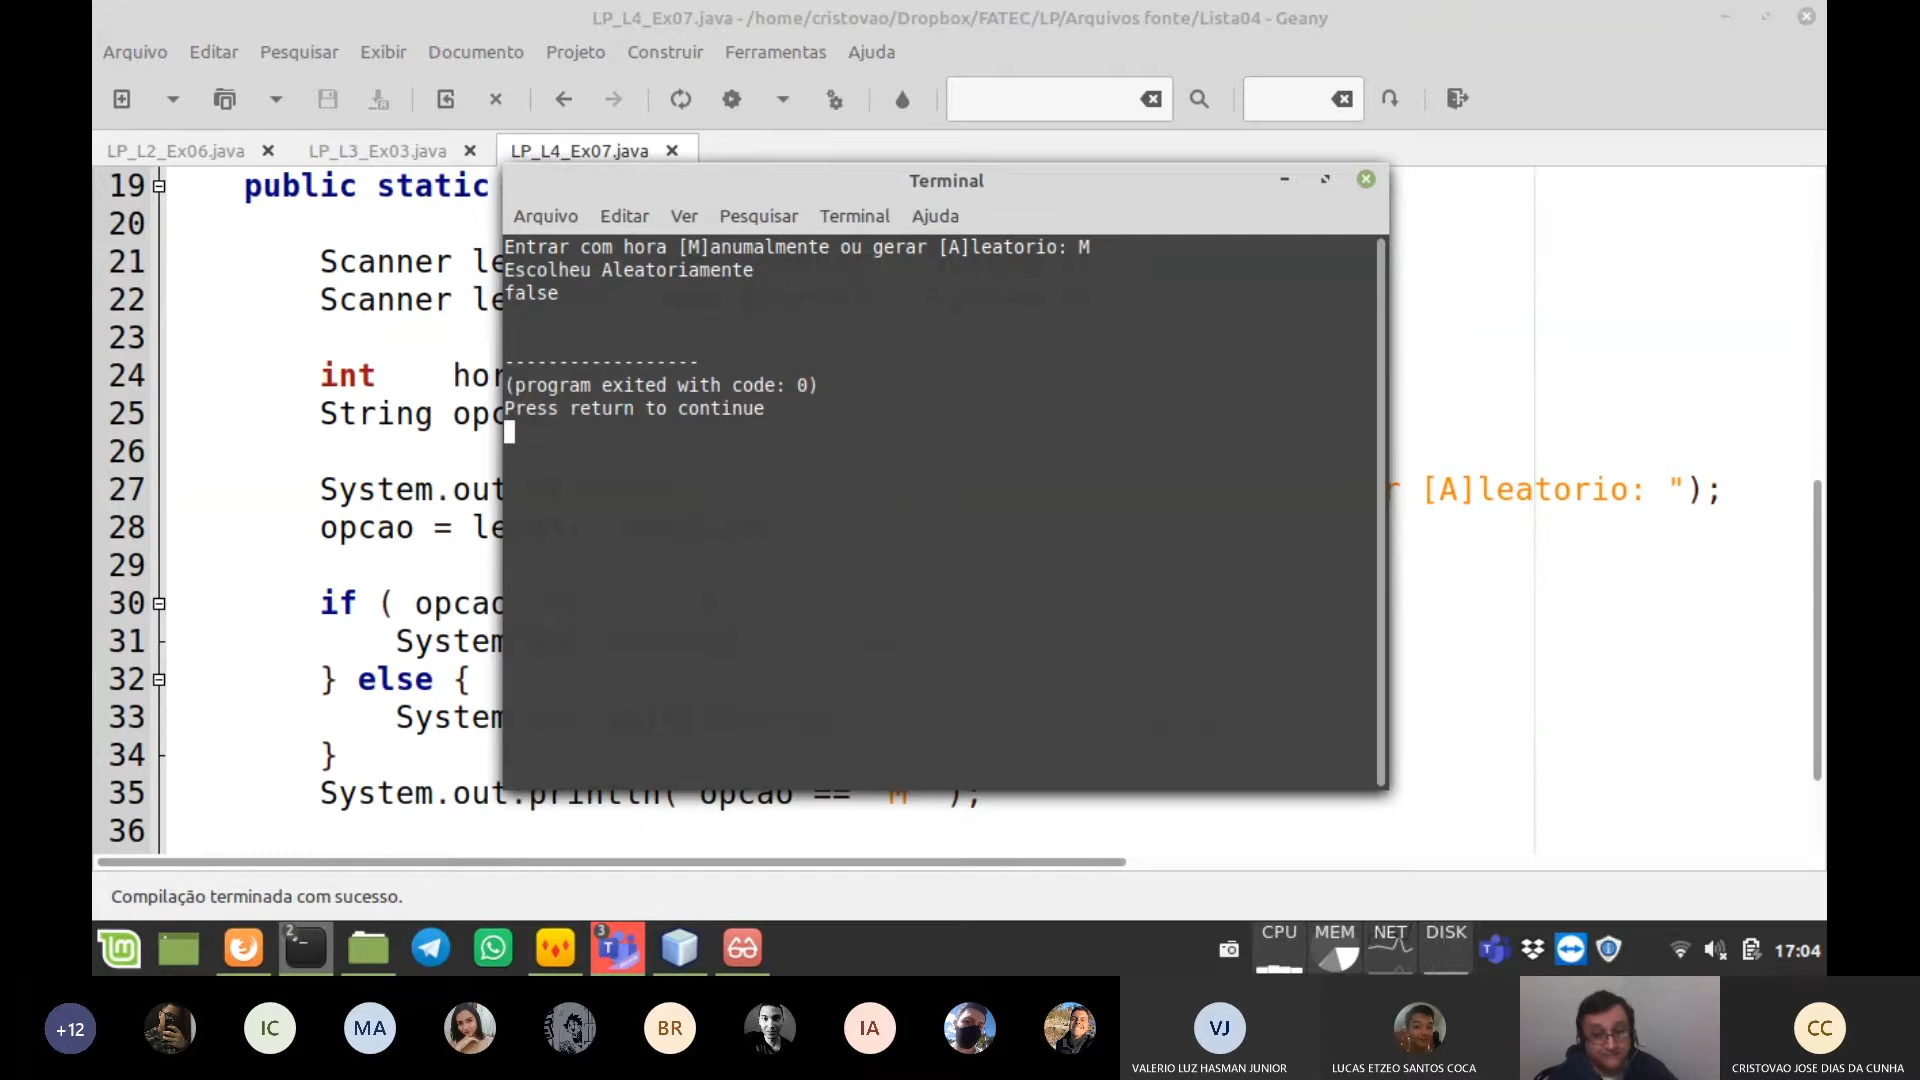 LP_L4_Ex07.java - /home/cristovao/Dropbox/FATEC/LP/Arquivos fonte/Lista04 - Geany
Arquivo Editar Pesquisar Exibir Documento Projeto Construir Ferramentas Ajuda
LP_L2_Ex06.java LP_L3_Ex03.java LP_L4_Ex07.java
Terminal
Arquivo Editar Ver Pesquisar Terminal Ajuda
Entrar com hora [M]anumalmente ou gerar [A]leatorio: M
Escolheu Aleatoriamente
false
------------------
(program exited with code: 0)
Press return to continue
19 public static
20
21 Scanner le
22 Scanner le
23
24 int hor
25 String opc
26
27 System.out r [A]leatorio: ");
28 opcao = le
29
30 if ( opcao
31 System
32 } else {
33 System
34 }
35 System.out.println( opcao == "M" );
36
Compilação terminada com sucesso.
2 3 CPU MEM NET DISK 17:04
+12 IC MA BR IA VJ CC
VALERIO LUZ HASMAN JUNIOR LUCAS ETZEO SANTOS COCA CRISTOVAO JOSE DIAS DA CUNHA